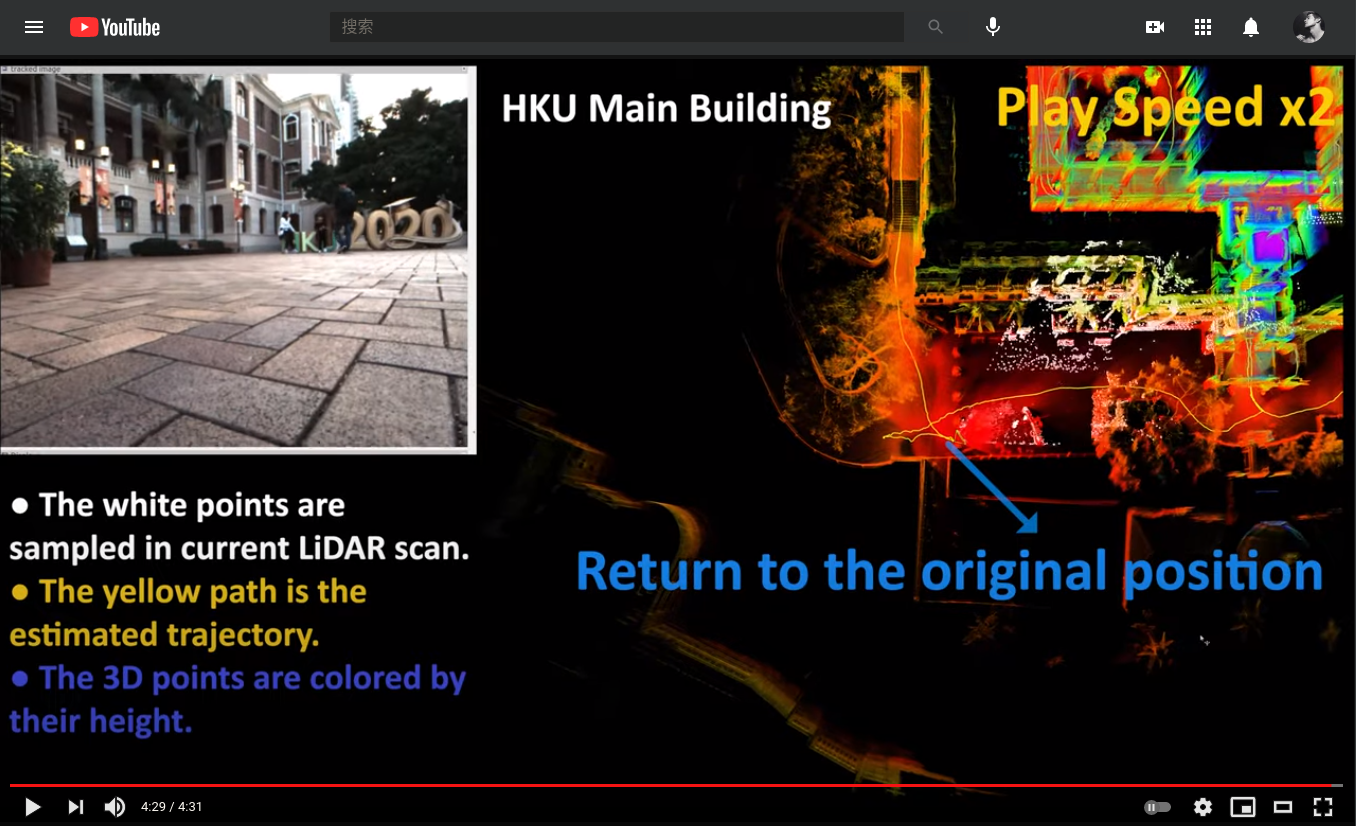 YouTube
搜索
tracked image
HKU Main Building
Play Speed x2
2020
● The white points are
sampled in current LiDAR scan.
● The yellow path is the
estimated trajectory.
● The 3D points are colored by
their height.
Return to the original position
4:29 / 4:31